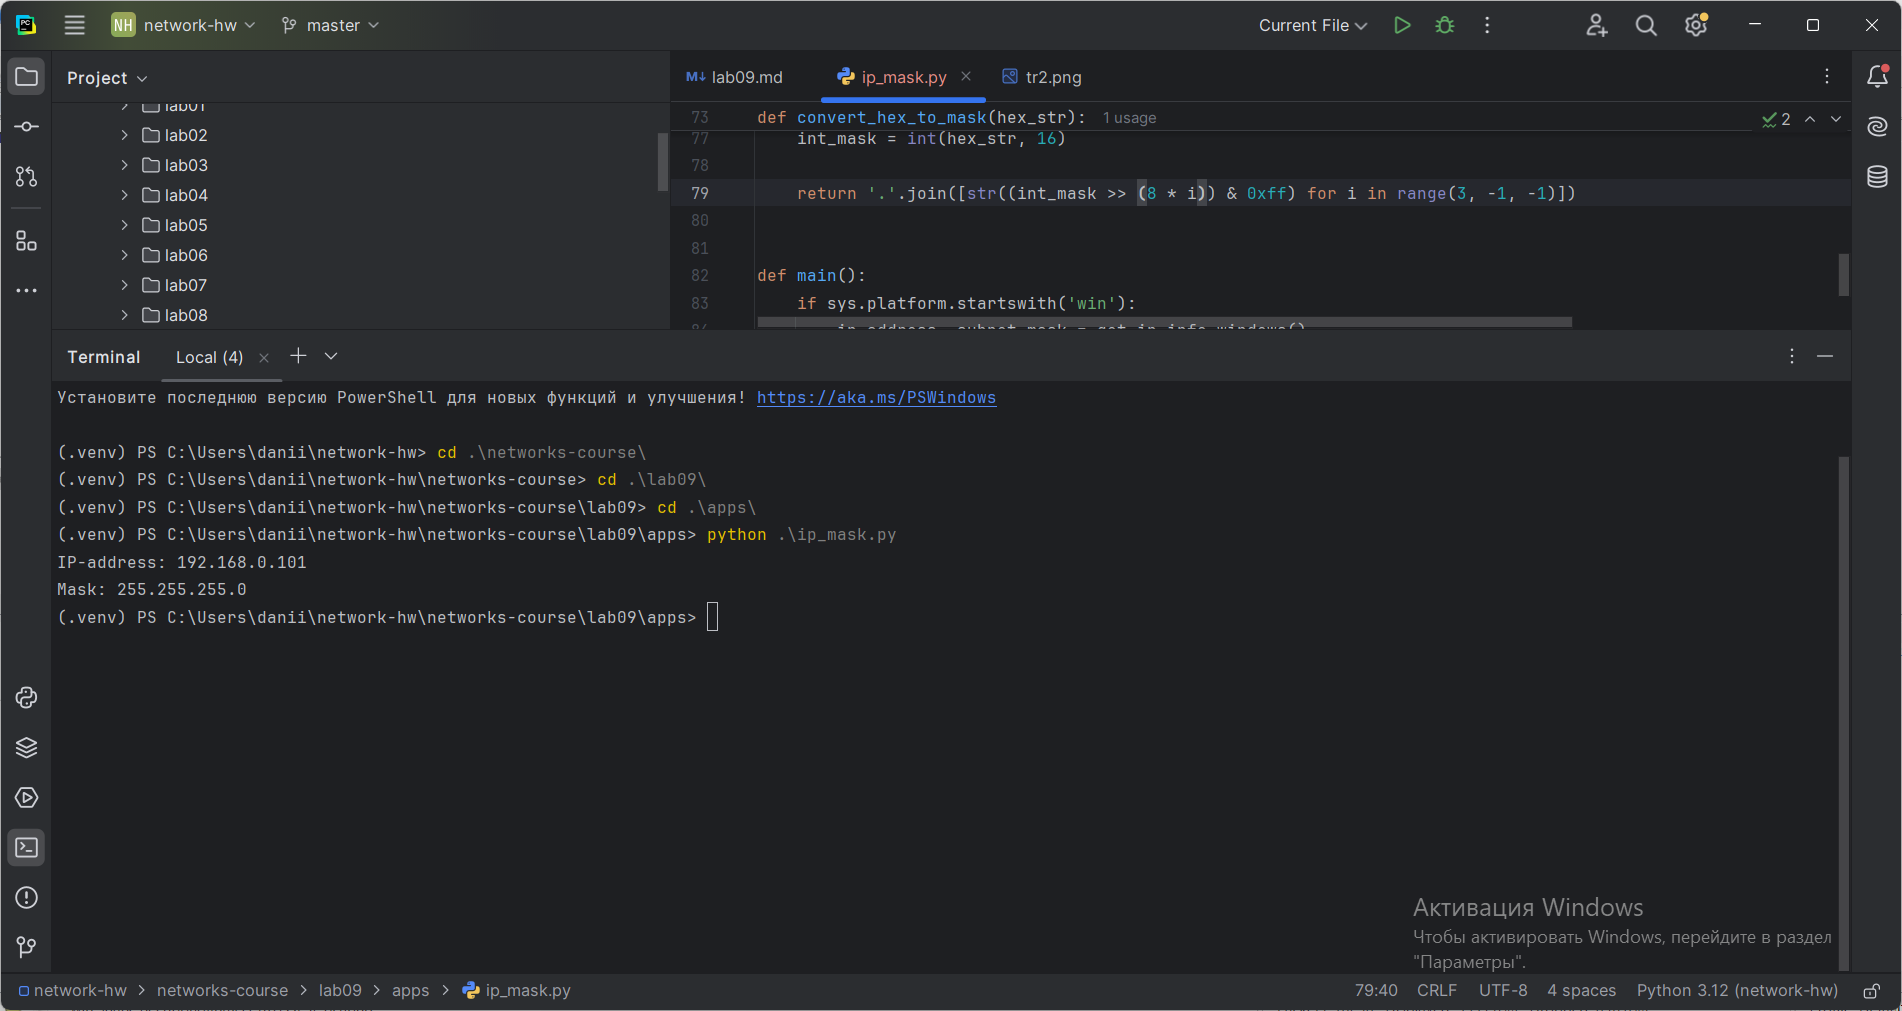 NH network-hw master Current File
Project
lab01
lab02
lab03
lab04
lab05
lab06
lab07
lab08
M↓ lab09.md ip_mask.py tr2.png
73 def convert_hex_to_mask(hex_str): 1 usage
2
77 int_mask = int(hex_str, 16)
78
79 return '.'.join([str((int_mask >> (8 * i)) & 0xff) for i in range(3, -1, -1)])
80
81
82 def main():
83 if sys.platform.startswith('win'):
84 ip_address, subnet_mask = get_ip_info_windows()
Terminal Local (4)
Установите последнюю версию PowerShell для новых функций и улучшения! https://aka.ms/PSWindows
(.venv) PS C:\Users\danii\network-hw> cd .\networks-course\
(.venv) PS C:\Users\danii\network-hw\networks-course> cd .\lab09\
(.venv) PS C:\Users\danii\network-hw\networks-course\lab09> cd .\apps\
(.venv) PS C:\Users\danii\network-hw\networks-course\lab09\apps> python .\ip_mask.py
IP-address: 192.168.0.101
Mask: 255.255.255.0
(.venv) PS C:\Users\danii\network-hw\networks-course\lab09\apps>
Активация Windows
Чтобы активировать Windows, перейдите в раздел
"Параметры".
network-hw > networks-course > lab09 > apps > ip_mask.py 79:40 CRLF UTF-8 4 spaces Python 3.12 (network-hw)